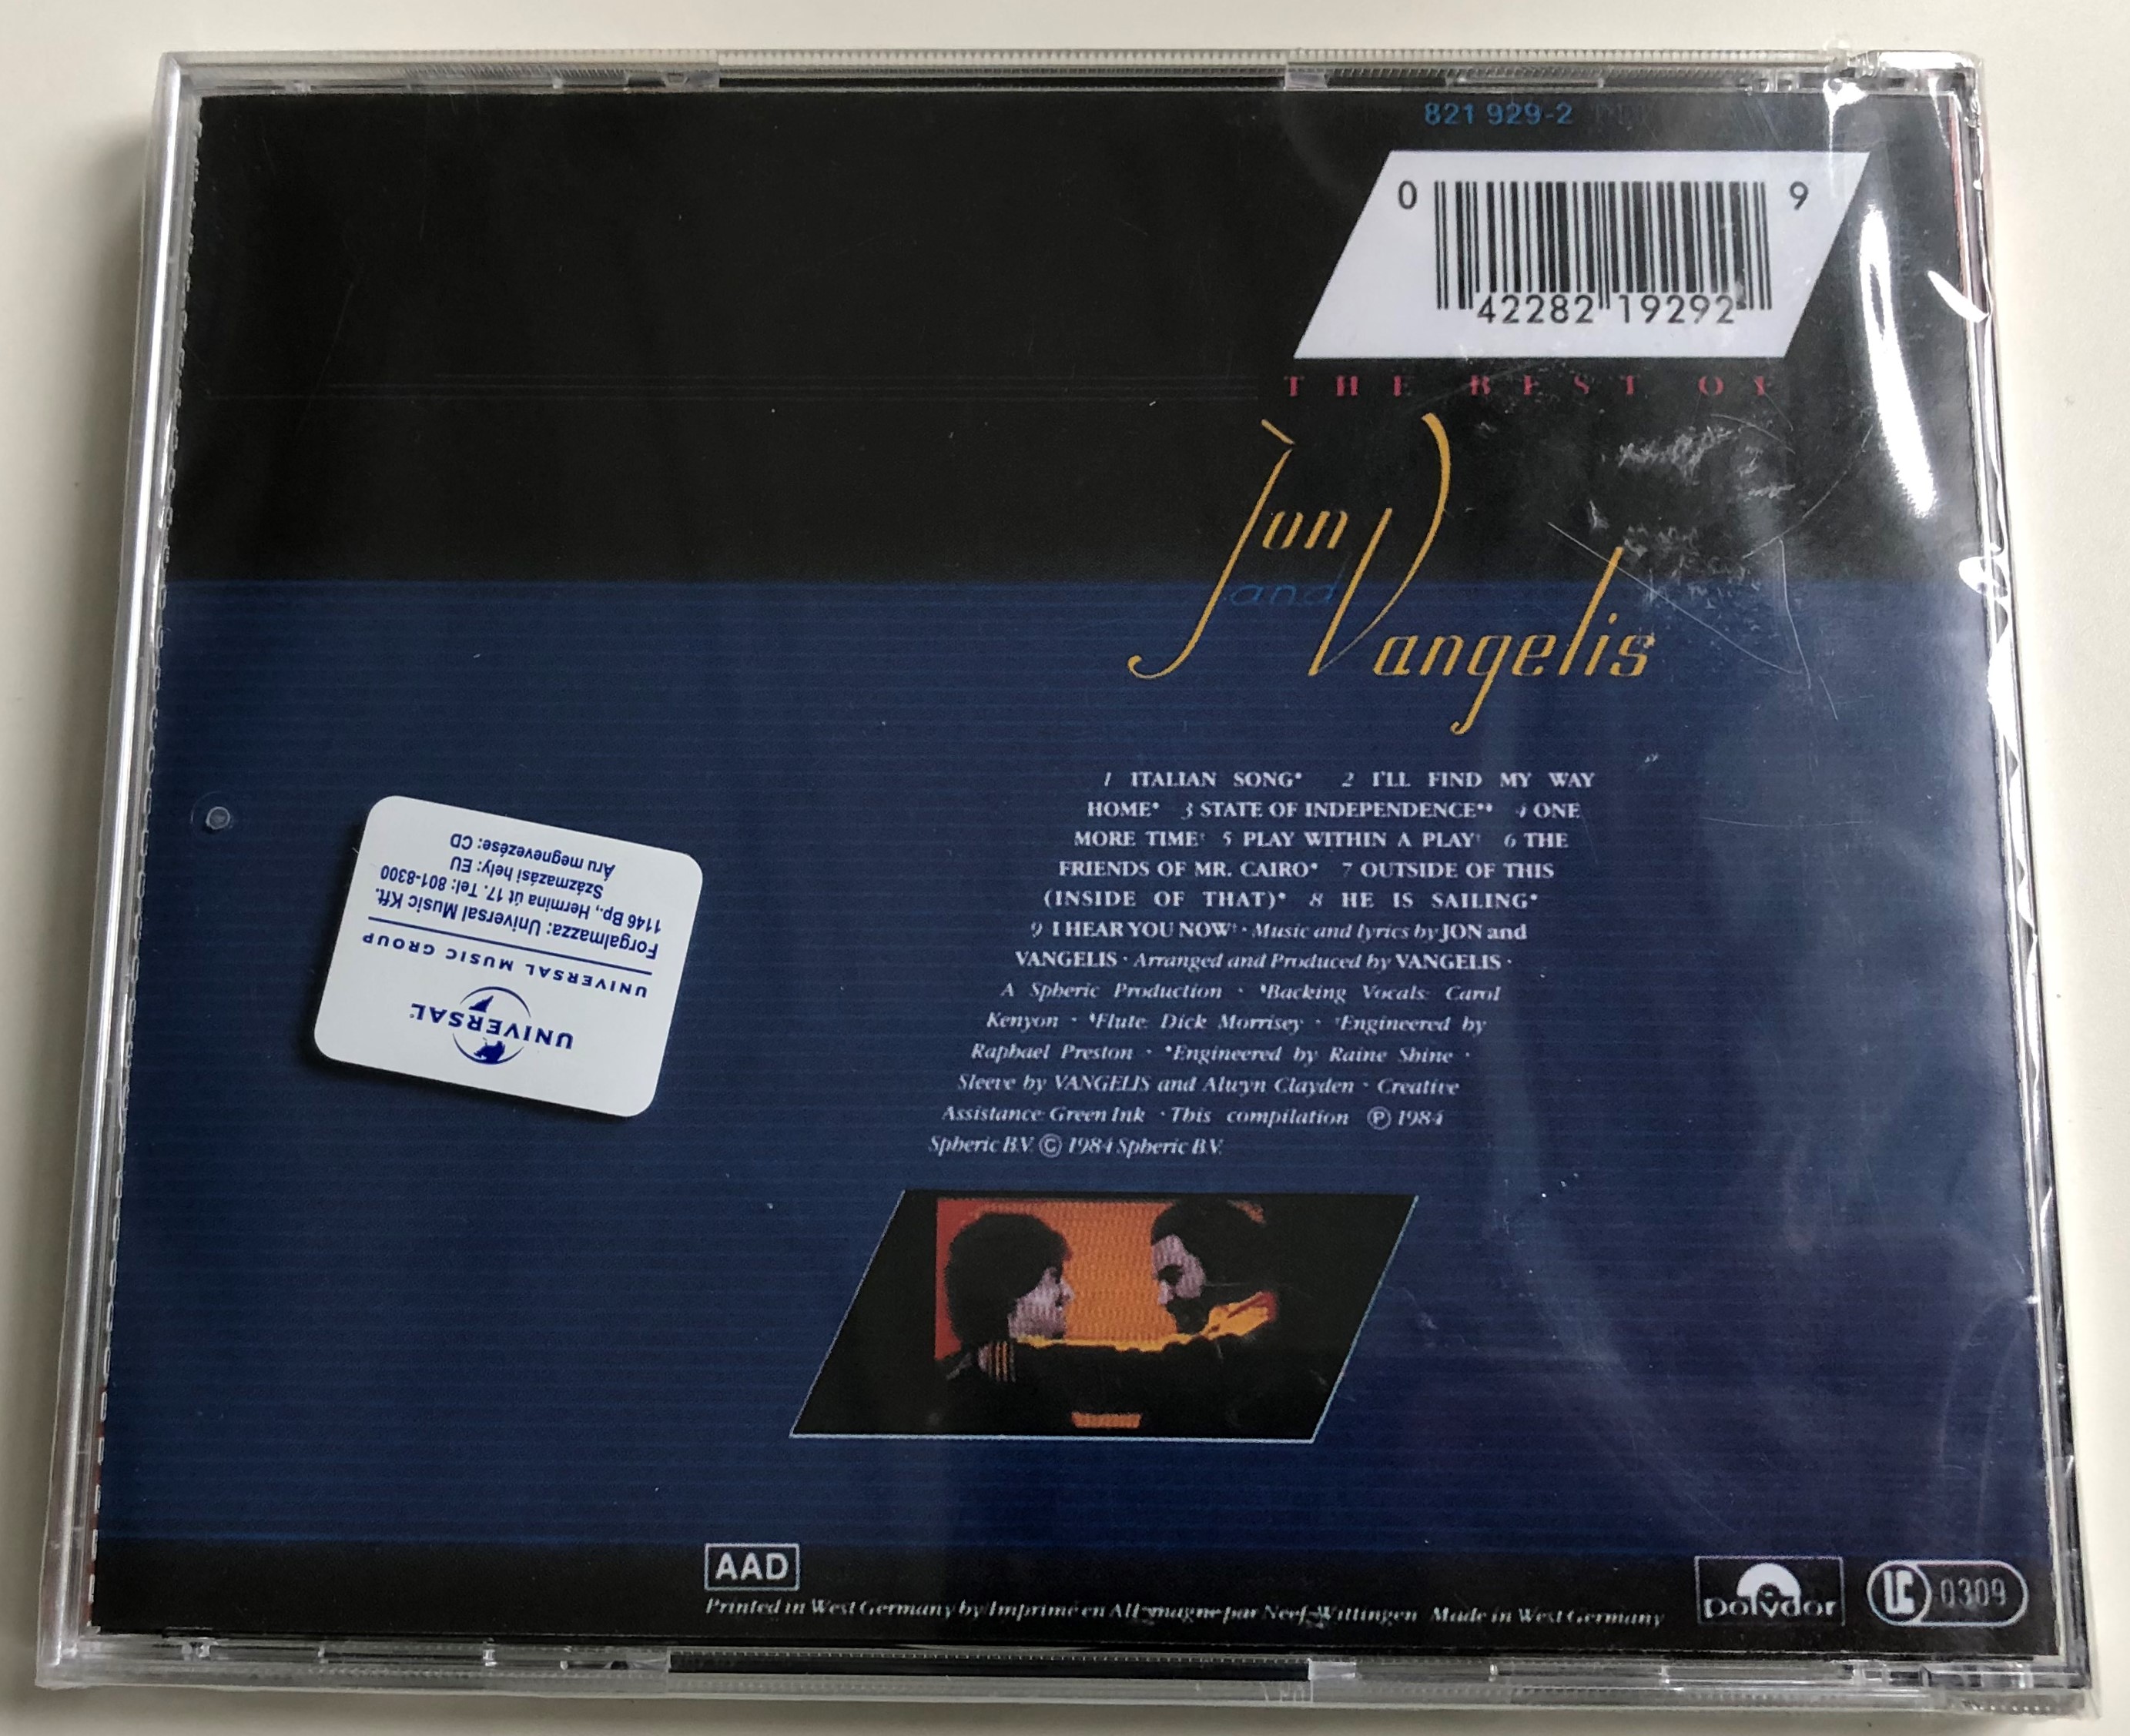 821 929-2
0 42282 19292 9
THE BEST OF
Jon
and
Vangelis
1 ITALIAN SONG• 2 I'LL FIND MY WAY
HOME• 3 STATE OF INDEPENDENCE•• 4 ONE
MORE TIME† 5 PLAY WITHIN A PLAY† 6 THE
FRIENDS OF MR. CAIRO• 7 OUTSIDE OF THIS
(INSIDE OF THAT)• 8 HE IS SAILING•
9 I HEAR YOU NOW† · Music and lyrics by JON and
VANGELIS · Arranged and Produced by VANGELIS ·
A Spheric Production · Backing Vocals: Carol
Kenyon · Flute: Dick Morrisey · †Engineered by
Raphael Preston · •Engineered by Raine Shine ·
Sleeve by VANGELIS and Alwyn Clayden · Creative
Assistance: Green Ink · This compilation ℗ 1984
Spheric B.V. © 1984 Spheric B.V.
UNIVERSAL
UNIVERSAL MUSIC GROUP
Forgalmazza: Universal Music Kft.
1146 Bp., Hermina út 17. Tel: 801-8300
Származási hely: EU
Áru megnevezése: CD
AAD
Printed in West Germany by/Imprimé en Allemagne par Neef, Wittingen Made in West Germany
polydor
LC 0309